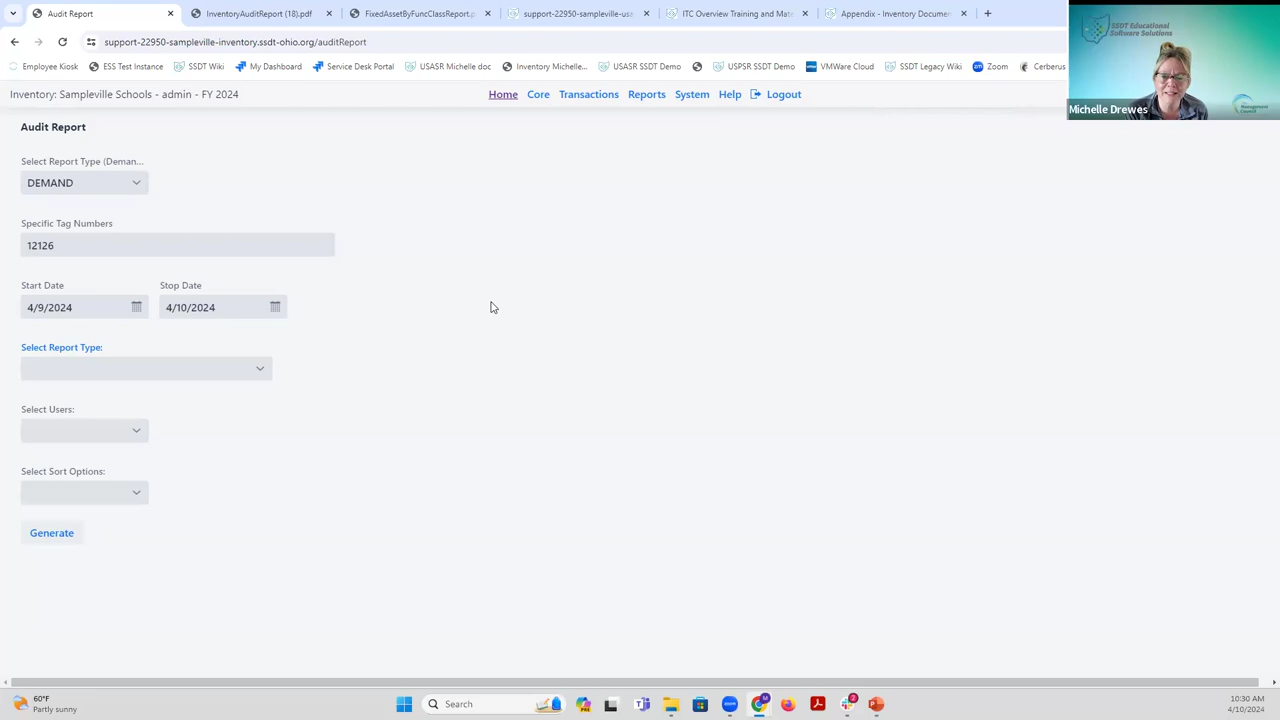 Audit Report
InventoryAuditReport (18).pdf
FixedAssetByFuncClassReport.p
support-22950-sampleville-usa
ITC Overview Training and Mate
Appendix - Inventory Documen
support-22950-sampleville-inventory.ssdt-ohio.org/auditReport
Employee Kiosk
ESS Test Instance
SSDT Wiki
My Dashboard
Service Desk Portal
USASR Michelle doc
Inventory Michelle...
USASR SSDT Demo
USPSR SSDT Demo
VMWare Cloud
SSDT Legacy Wiki
Zoom
Cerberus
SSDT Educational
Software Solutions
Michelle Drewes
Management
Council
Inventory: Sampleville Schools - admin - FY 2024
Home
Core
Transactions
Reports
System
Help
Logout
Audit Report
Select Report Type (Deman...
DEMAND
Specific Tag Numbers
12126
Start Date
Stop Date
4/9/2024
4/10/2024
Select Report Type:
Select Users:
Select Sort Options:
Generate
60°F
Partly sunny
Search
10:30 AM
4/10/2024